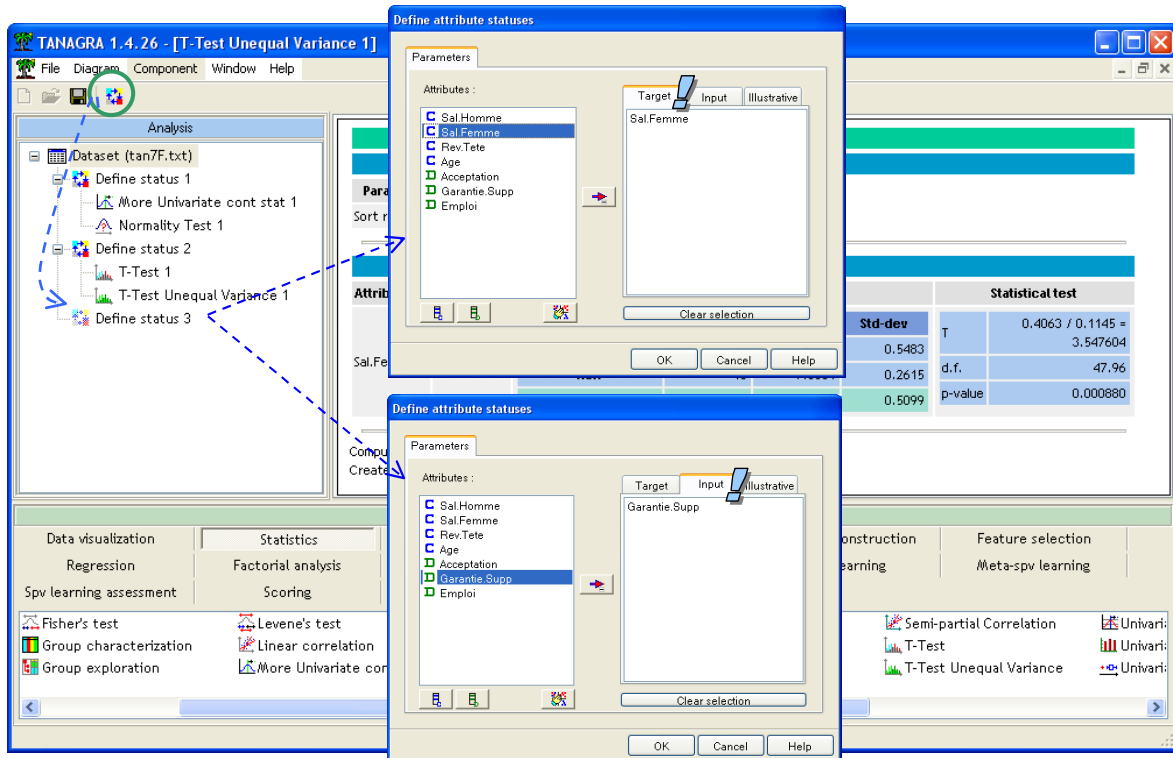 TANAGRA 1.4.26 - [T-Test Unequal Variance 1]
File Diagram Component Window Help
Analysis
Dataset (tan7F.txt)
Define status 1
More Univariate cont stat 1
Normality Test 1
Define status 2
T-Test 1
T-Test Unequal Variance 1
Define status 3
Para
Sort r
Attrib
Sal.Fe
Std-dev
0.5483
0.2615
0.5099
Statistical test
T
0.4063 / 0.1145 =
3.547604
d.f.
47.96
p-value
0.000880
Compu
Create
Define attribute statuses
Parameters
Attributes :
C Sal.Homme
C Sal.Femme
C Rev.Tete
C Age
D Acceptation
D Garantie.Supp
D Emploi
Target Input Illustrative
Sal.Femme
Clear selection
OK Cancel Help
Define attribute statuses
Parameters
Attributes :
C Sal.Homme
C Sal.Femme
C Rev.Tete
C Age
D Acceptation
D Garantie.Supp
D Emploi
Target Input Illustrative
Garantie.Supp
Clear selection
OK Cancel Help
Data visualization Statistics onstruction Feature selection
Regression Factorial analysis earning Meta-spv learning
Spv learning assessment Scoring
Fisher's test Levene's test Semi-partial Correlation Univari
Group characterization Linear correlation T-Test Univari
Group exploration More Univariate cor T-Test Unequal Variance Univari